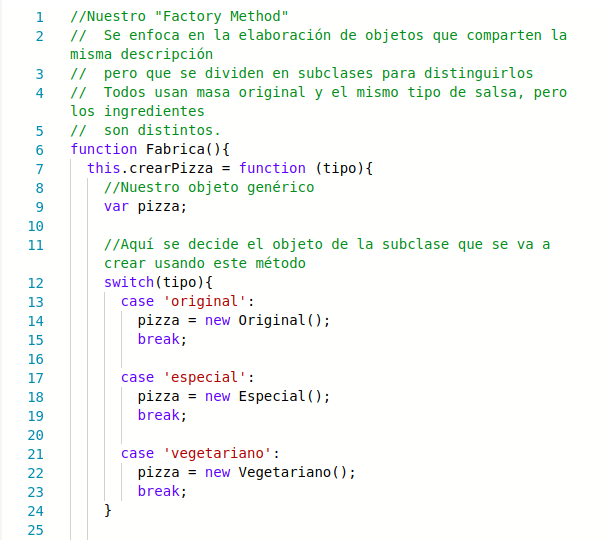 1 //Nuestro "Factory Method"
2 //  Se enfoca en la elaboración de objetos que comparten la
misma descripción
3 //  pero que se dividen en subclases para distinguirlos
4 //  Todos usan masa original y el mismo tipo de salsa, pero
los ingredientes
5 //  son distintos.
6 function Fabrica(){
7   this.crearPizza = function (tipo){
8     //Nuestro objeto genérico
9     var pizza;
10
11     //Aquí se decide el objeto de la subclase que se va a
crear usando este método
12     switch(tipo){
13       case 'original':
14         pizza = new Original();
15         break;
16
17       case 'especial':
18         pizza = new Especial();
19         break;
20
21       case 'vegetariano':
22         pizza = new Vegetariano();
23         break;
24     }
25